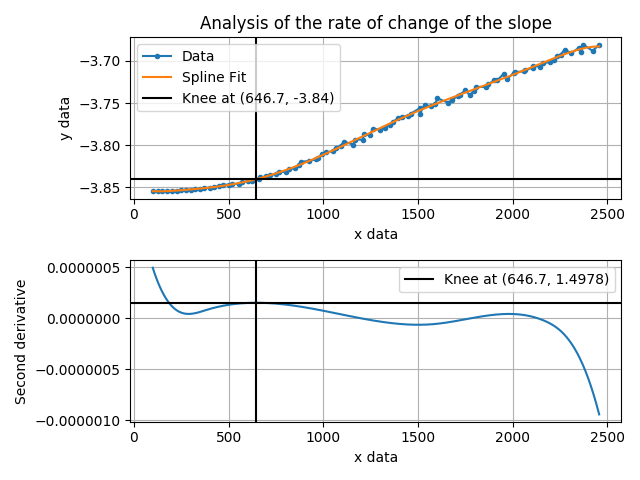 Analysis of the rate of change of the slope
Data
Spline Fit
Knee at (646.7, -3.84)
−3.70
−3.75
−3.80
−3.85
y data
0
500
1000
1500
2000
2500
x data
Knee at (646.7, 1.4978)
0.0000005
0.0000000
−0.0000005
−0.0000010
Second derivative
0
500
1000
1500
2000
2500
x data